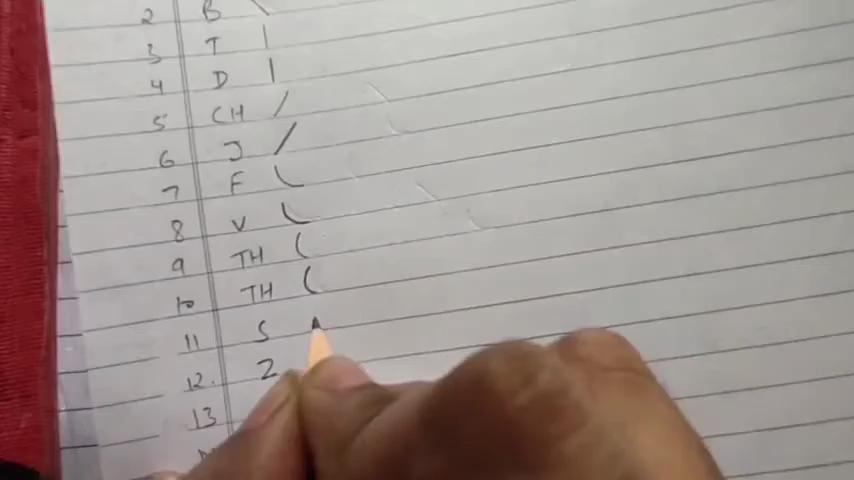 2 B \
3 T |
4 D |
5 CH /
6 J /
7 F
8 V
9 TH (
10 TH (
11 S
12. Z
13